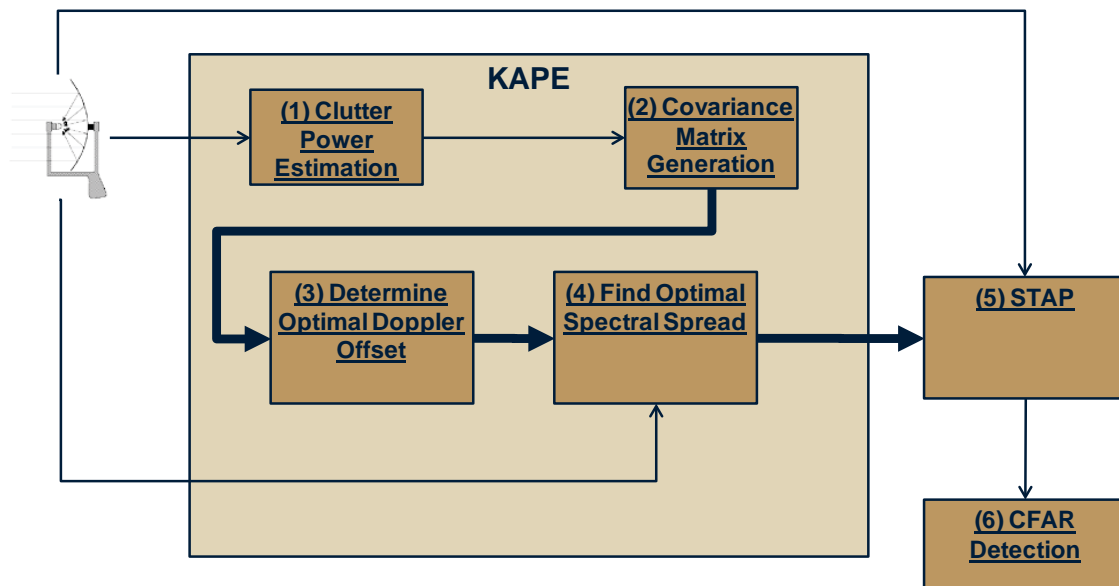 KAPE
(1) Clutter
Power
Estimation
(2) Covariance
Matrix
Generation
(3) Determine
Optimal Doppler
Offset
(4) Find Optimal
Spectral Spread
(5) STAP
(6) CFAR
Detection